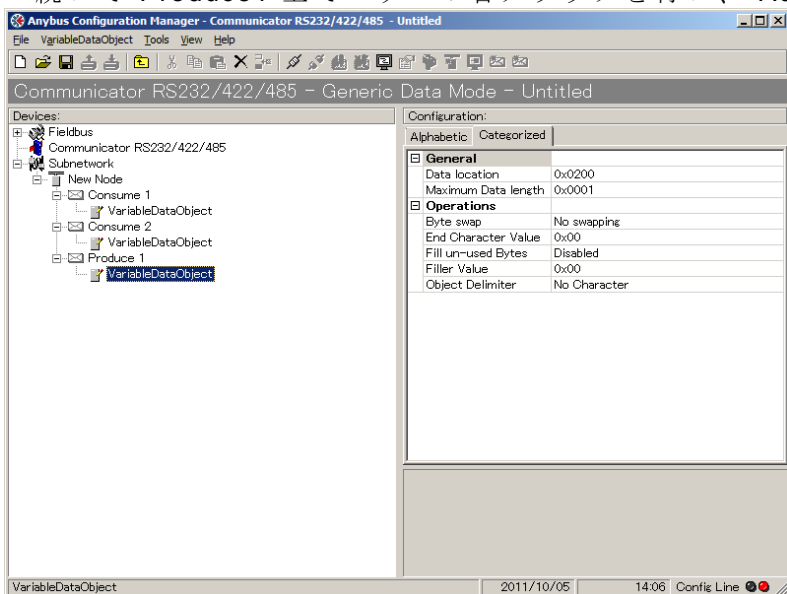 Anybus Configuration Manager - Communicator RS232/422/485 - Untitled
File VariableDataObject Tools View Help
Communicator RS232/422/485 - Generic Data Mode - Untitled
Devices:
Fieldbus
Communicator RS232/422/485
Subnetwork
New Node
Consume 1
VariableDataObject
Consume 2
VariableDataObject
Produce 1
VariableDataObject
Configuration:
Alphabetic Categorized
General
Data location 0x0200
Maximum Data length 0x0001
Operations
Byte swap No swapping
End Character Value 0x00
Fill un-used Bytes Disabled
Filler Value 0x00
Object Delimiter No Character
VariableDataObject 2011/10/05 14:06 Config Line